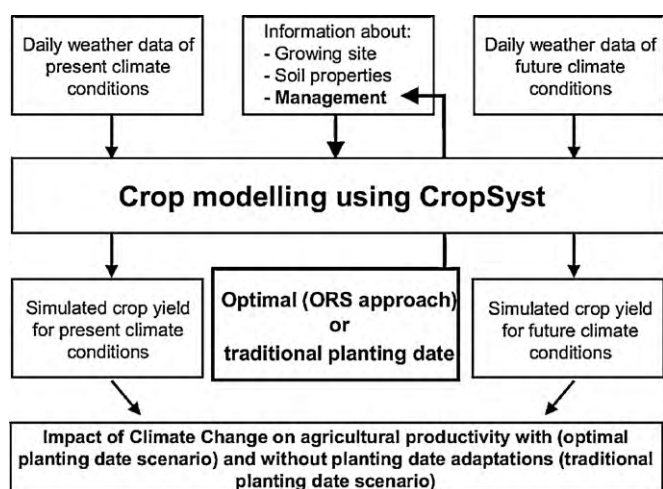 Daily weather data of
present climate
conditions
Information about:
- Growing site
- Soil properties
- Management
Daily weather data of
future climate
conditions
Crop modelling using CropSyst
Simulated crop yield
for present climate
conditions
Optimal (ORS approach)
or
traditional planting date
Simulated crop yield
for future climate
conditions
Impact of Climate Change on agricultural productivity with (optimal
planting date scenario) and without planting date adaptations (traditional
planting date scenario)